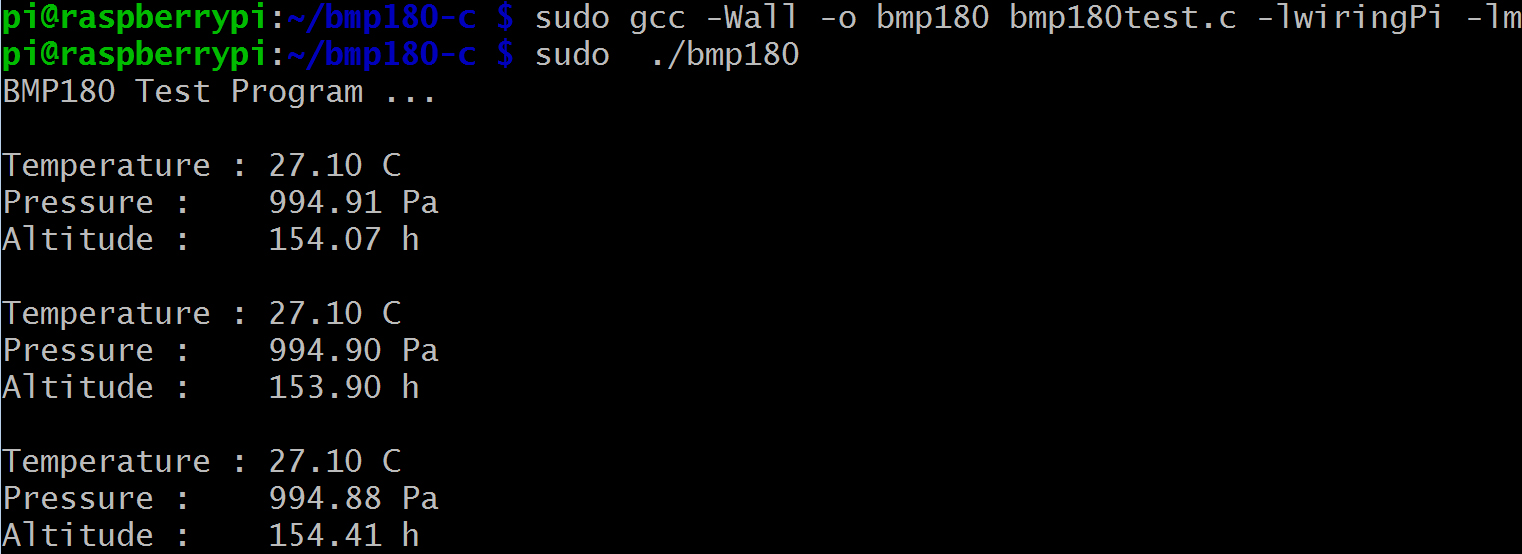 pi@raspberrypi:~/bmp180-c $ sudo gcc -Wall -o bmp180 bmp180test.c -lwiringPi -lm
pi@raspberrypi:~/bmp180-c $ sudo  ./bmp180
BMP180 Test Program ...
Temperature : 27.10 C
Pressure :    994.91 Pa
Altitude :    154.07 h
Temperature : 27.10 C
Pressure :    994.90 Pa
Altitude :    153.90 h
Temperature : 27.10 C
Pressure :    994.88 Pa
Altitude :    154.41 h